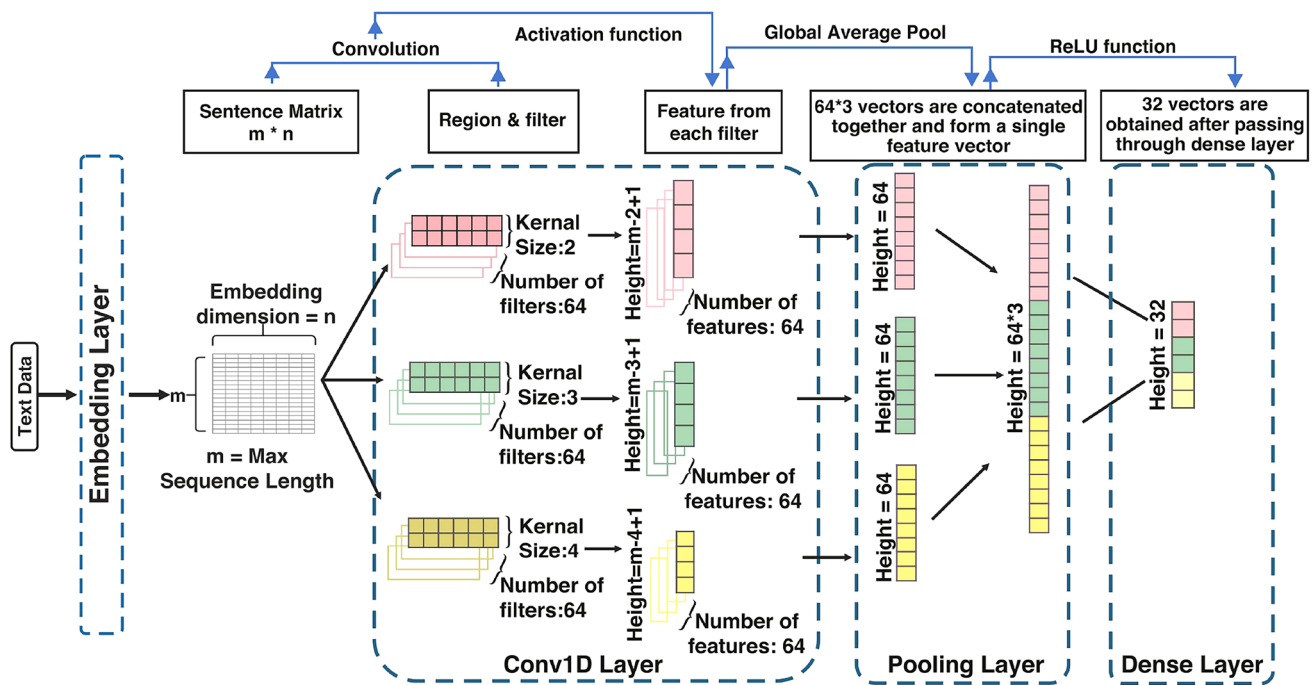 Convolution
Activation function
Global Average Pool
ReLU function
Sentence Matrix
m * n
Region & filter
Feature from
each filter
64*3 vectors are concatenated
together and form a single
feature vector
32 vectors are
obtained after passing
through dense layer
Text Data
Embedding Layer
Embedding
dimension = n
m
m = Max
Sequence Length
Kernal
Size:2
Number of
filters:64
Height=m-2+1
Number of
features: 64
Kernal
Size:3
Number of
filters:64
Height=m-3+1
Number of
features: 64
Kernal
Size:4
Number of
filters:64
Height=m-4+1
Number of
features: 64
Conv1D Layer
Height = 64
Height = 64
Height = 64
Height = 64*3
Pooling Layer
Height = 32
Dense Layer